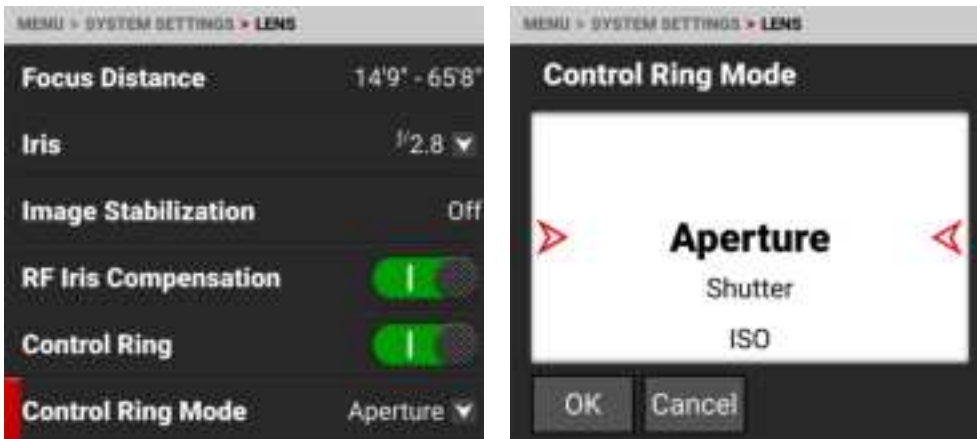 MENU > SYSTEM SETTINGS > LENS
Focus Distance 14'9" - 65'8"
Iris f/2.8
Image Stabilization Off
RF Iris Compensation
Control Ring
Control Ring Mode Aperture
MENU > SYSTEM SETTINGS > LENS
Control Ring Mode
Aperture
Shutter
ISO
OK Cancel